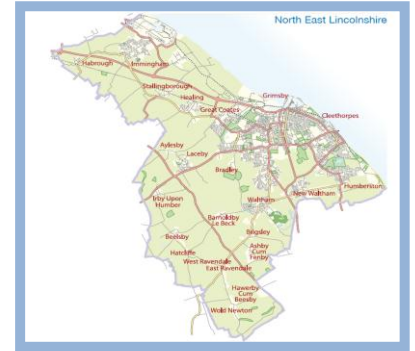 North East Lincolnshire
Habrough
Immingham
Stallingborough
Healing
Great Coates
Grimsby
Cleethorpes
Aylesby
Laceby
Bradley
Humberston
New Waltham
Waltham
Irby Upon
Humber
Barnoldby
Le Beck
Brigsley
Beelsby
Ashby
Cum
Fenby
Hatcliffe
West Ravendale
East Ravendale
Hawerby
Cum
Beesby
Wold Newton